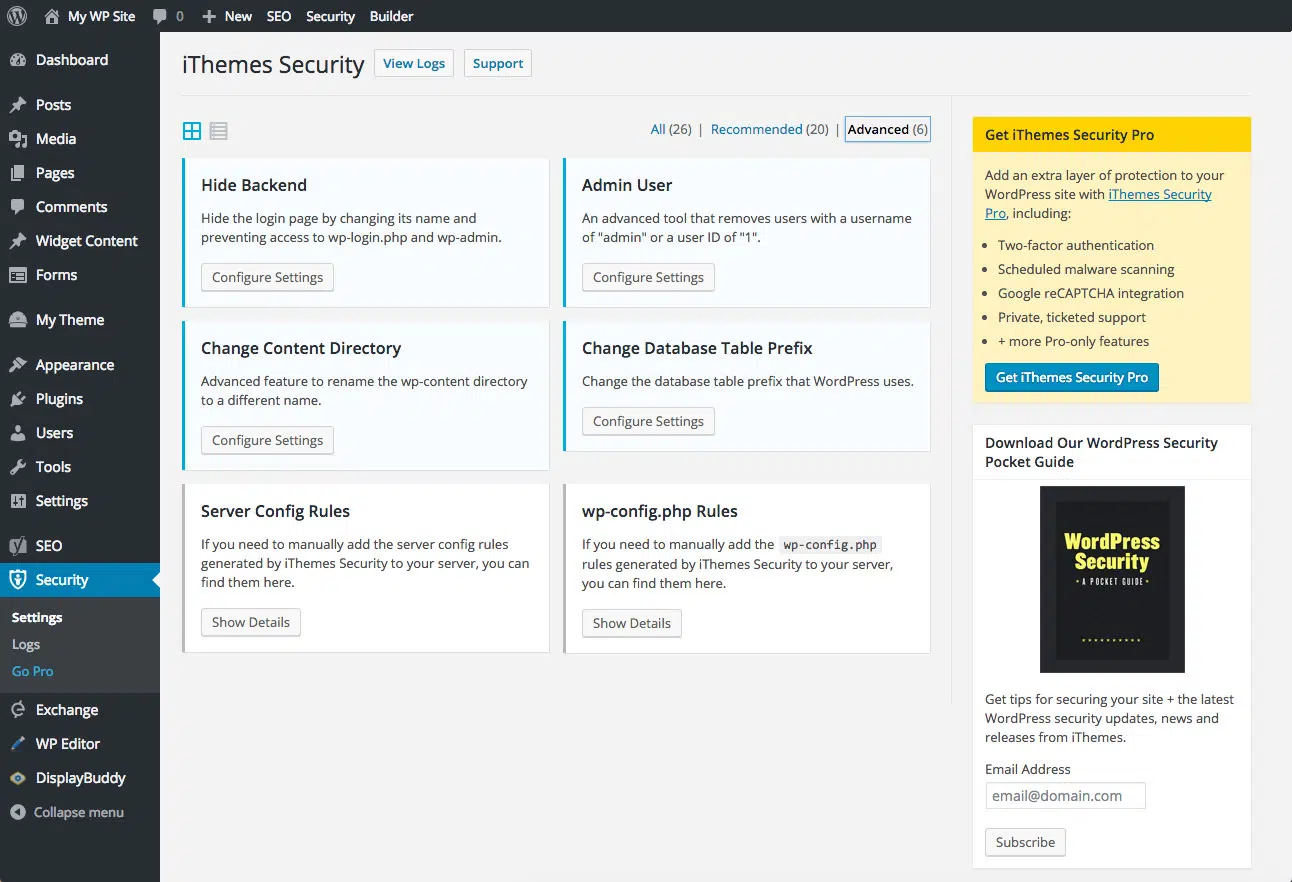 My WP Site 0 New SEO Security Builder
Dashboard
Posts
Media
Pages
Comments
Widget Content
Forms
My Theme
Appearance
Plugins
Users
Tools
Settings
SEO
Security
Settings
Logs
Go Pro
Exchange
WP Editor
DisplayBuddy
Collapse menu
iThemes Security View Logs Support
All (26) | Recommended (20) | Advanced (6)
Hide Backend
Hide the login page by changing its name and
preventing access to wp-login.php and wp-admin.
Configure Settings
Admin User
An advanced tool that removes users with a username
of "admin" or a user ID of "1".
Configure Settings
Change Content Directory
Advanced feature to rename the wp-content directory
to a different name.
Configure Settings
Change Database Table Prefix
Change the database table prefix that WordPress uses.
Configure Settings
Server Config Rules
If you need to manually add the server config rules
generated by iThemes Security to your server, you can
find them here.
Show Details
wp-config.php Rules
If you need to manually add the wp-config.php
rules generated by iThemes Security to your server,
you can find them here.
Show Details
Get iThemes Security Pro
Add an extra layer of protection to your
WordPress site with iThemes Security
Pro, including:
Two-factor authentication
Scheduled malware scanning
Google reCAPTCHA integration
Private, ticketed support
+ more Pro-only features
Get iThemes Security Pro
Download Our WordPress Security
Pocket Guide
WordPress
Security
• A POCKET GUIDE •
Get tips for securing your site + the latest
WordPress security updates, news and
releases from iThemes.
Email Address
email@domain.com
Subscribe